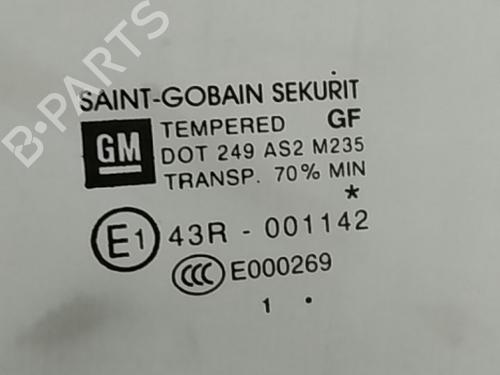 B-PARTS
SAINT-GOBAIN SEKURIT
GM TEMPERED GF
DOT 249 AS2 M235
TRANSP. 70% MIN
*
E1 43R - 001142
CCC E000269
1 .